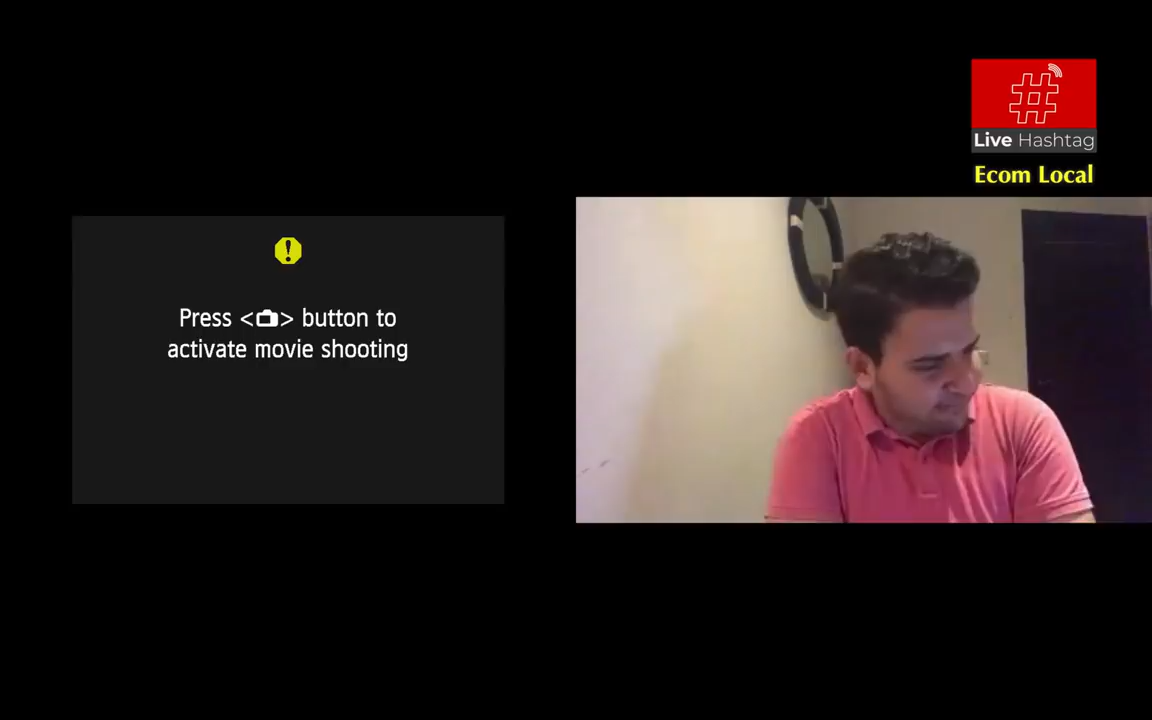 Live Hashtag
Ecom Local
!
Press <> button to
activate movie shooting